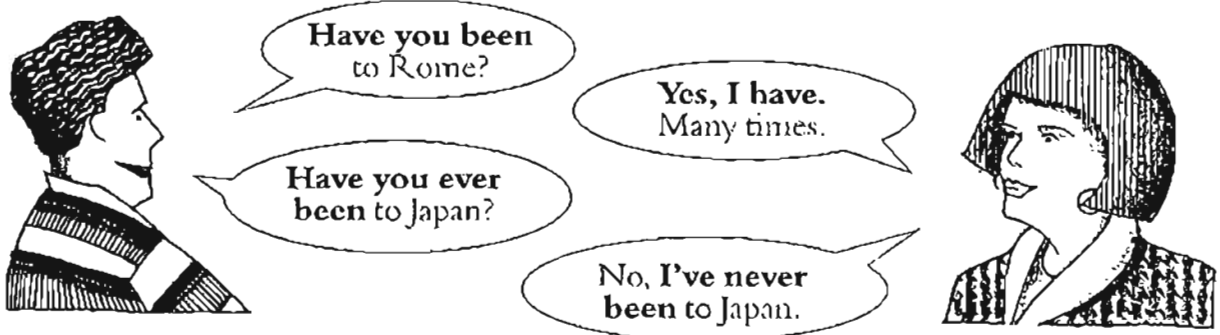 Have you been
to Rome?
Yes, I have.
Many times.
Have you ever
been to Japan?
No, I've never
been to Japan.